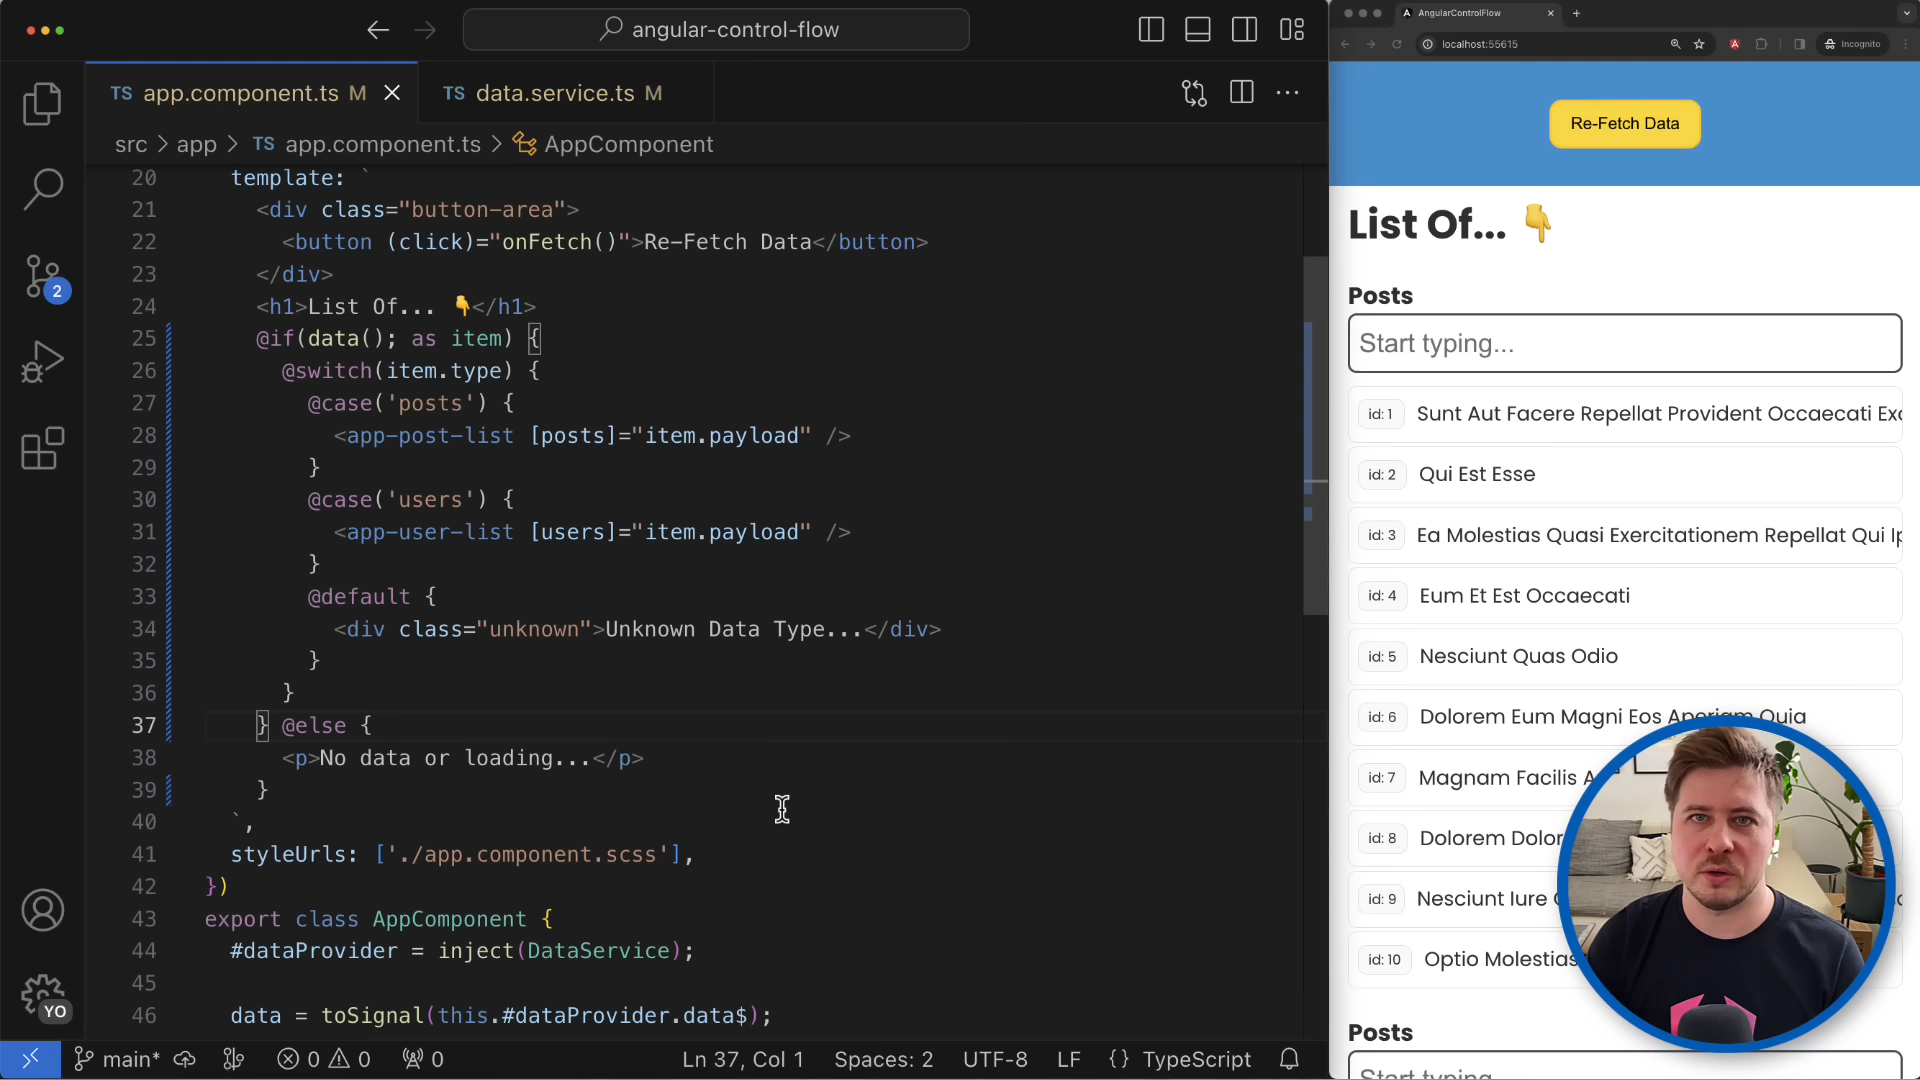 angular-control-flow
TS app.component.ts M
TS data.service.ts M
src > app > TS app.component.ts > AppComponent
20 template: `
21 <div class="button-area">
22 <button (click)="onFetch()">Re-Fetch Data</button>
23 </div>
24 <h1>List Of... 👇</h1>
25 @if(data(); as item) {
26 @switch(item.type) {
27 @case('posts') {
28 <app-post-list [posts]="item.payload" />
29 }
30 @case('users') {
31 <app-user-list [users]="item.payload" />
32 }
33 @default {
34 <div class="unknown">Unknown Data Type...</div>
35 }
36 }
37 } @else {
38 <p>No data or loading...</p>
39 }
40 `,
41 styleUrls: ['./app.component.scss'],
42 })
43 export class AppComponent {
44 #dataProvider = inject(DataService);
45
46 data = toSignal(this.#dataProvider.data$);
2
YO
main* 0 0 0
Ln 37, Col 1 Spaces: 2 UTF-8 LF {} TypeScript
AngularControlFlow
localhost:55615
Incognito
Re-Fetch Data
List Of... 👇
Posts
Start typing...
id: 1 Sunt Aut Facere Repellat Provident Occaecati Exc
id: 2 Qui Est Esse
id: 3 Ea Molestias Quasi Exercitationem Repellat Qui Ip
id: 4 Eum Et Est Occaecati
id: 5 Nesciunt Quas Odio
id: 6 Dolorem Eum Magni Eos Aperiam Quia
id: 7 Magnam Facilis A
id: 8 Dolorem Dolor
id: 9 Nesciunt Iure
id: 10 Optio Molestias
Posts
Start typing...